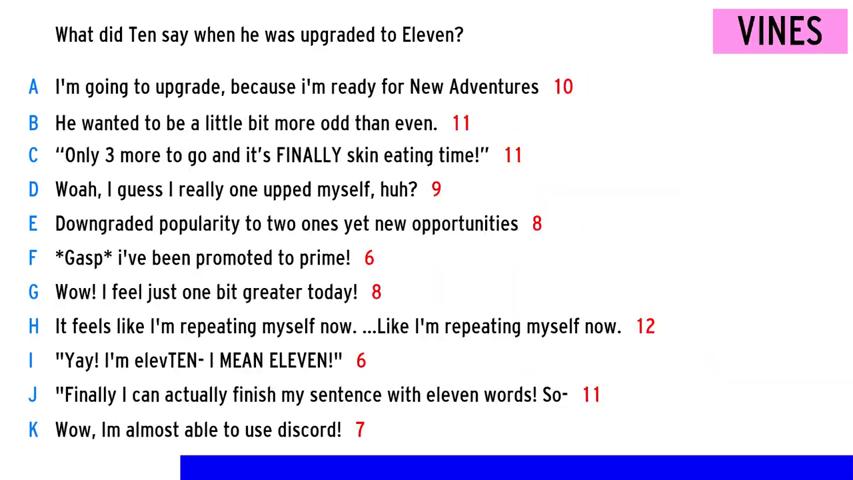 What did Ten say when he was upgraded to Eleven?
VINES
A I'm going to upgrade, because i'm ready for New Adventures 10
B He wanted to be a little bit more odd than even. 11
C “Only 3 more to go and it’s FINALLY skin eating time!” 11
D Woah, I guess I really one upped myself, huh? 9
E Downgraded popularity to two ones yet new opportunities 8
F *Gasp* i've been promoted to prime! 6
G Wow! I feel just one bit greater today! 8
H It feels like I'm repeating myself now. ...Like I'm repeating myself now. 12
I "Yay! I'm elevTEN- I MEAN ELEVEN!" 6
J "Finally I can actually finish my sentence with eleven words! So- 11
K Wow, Im almost able to use discord! 7